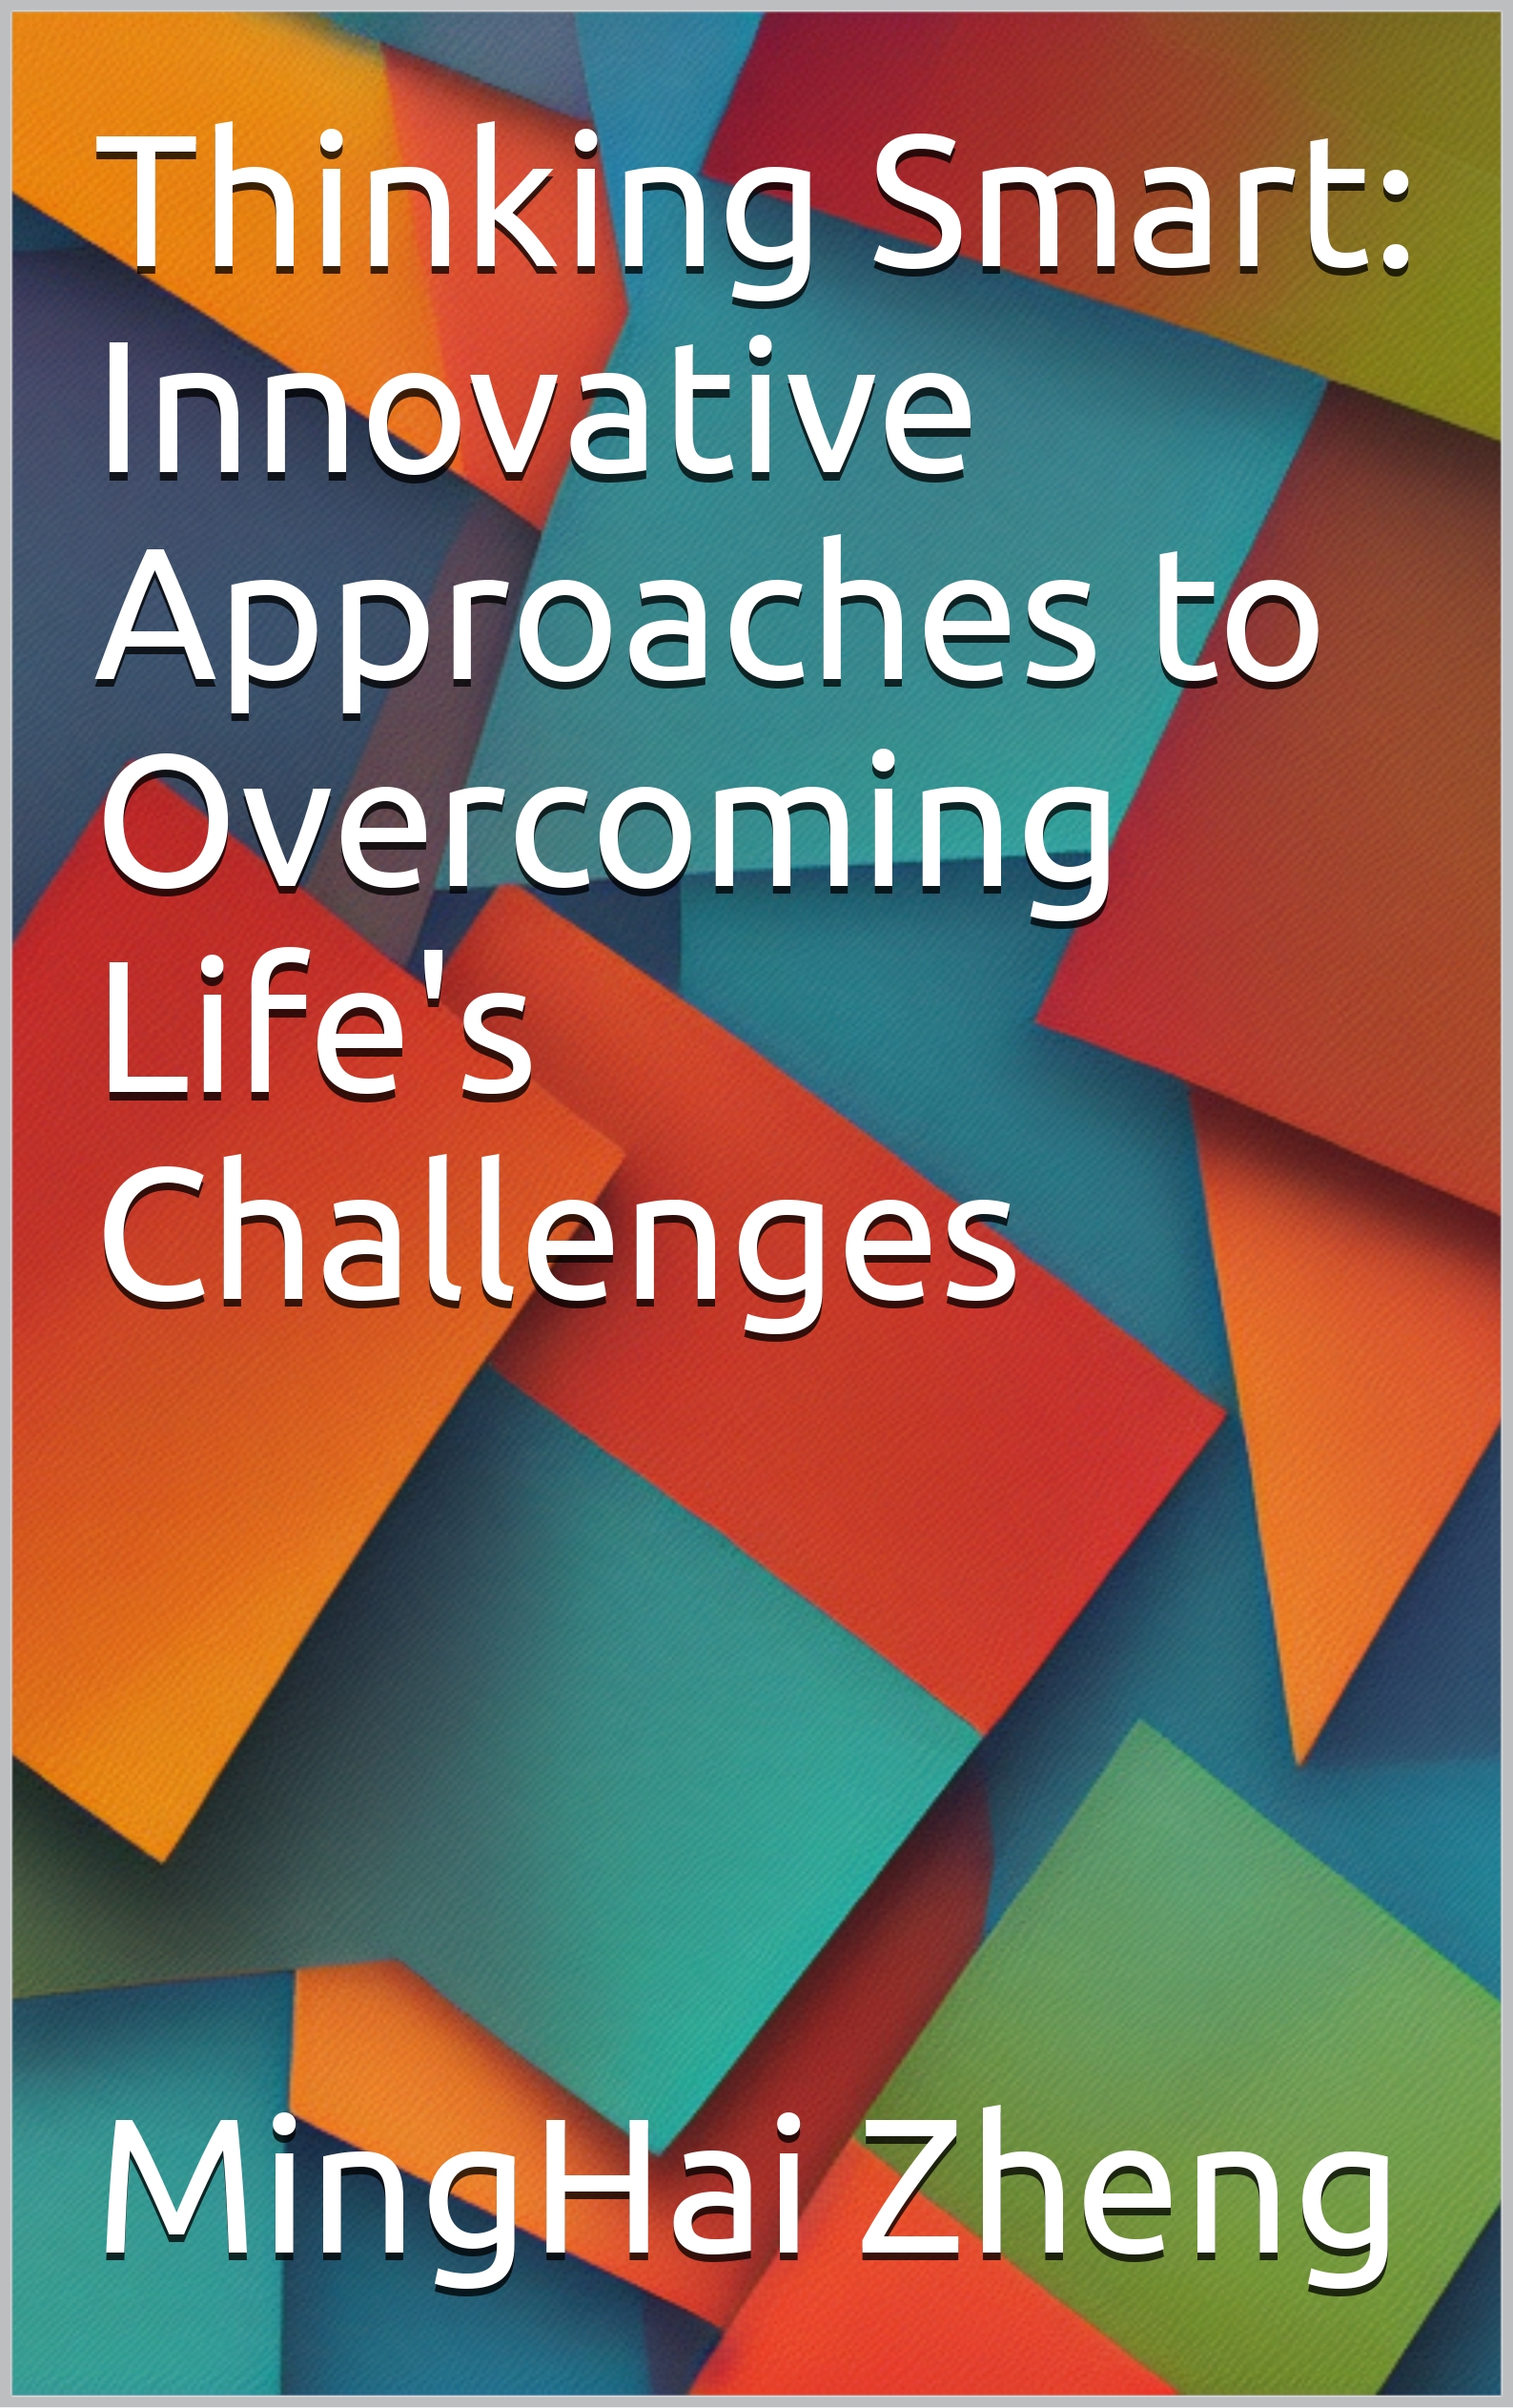 Thinking Smart:
Innovative
Approaches to
Overcoming
Life's
Challenges
MingHai Zheng